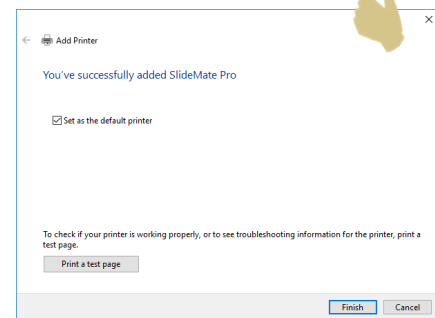 Add Printer
You've successfully added SlideMate Pro
Set as the default printer
To check if your printer is working properly, or to see troubleshooting information for the printer, print a
test page.
Print a test page
Finish Cancel